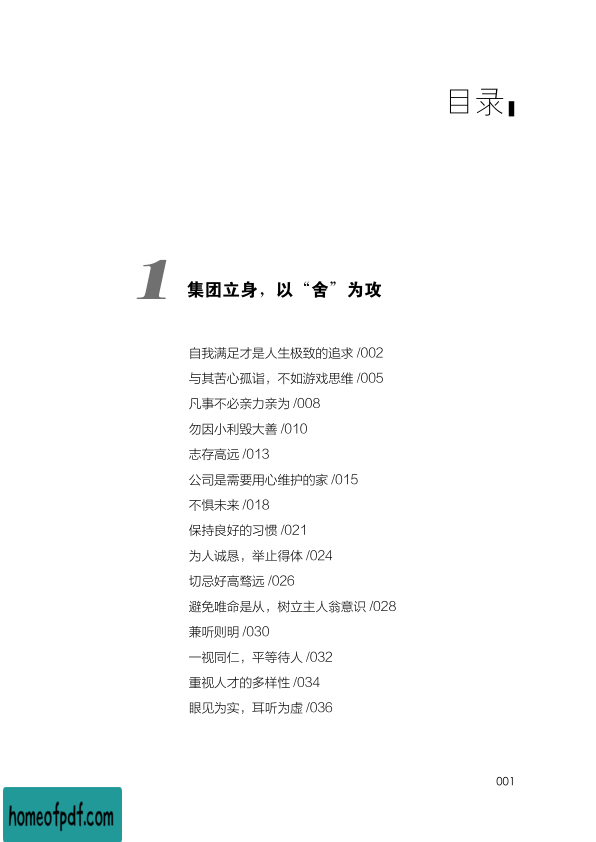 目录
1
集团立身，以“舍”为攻
自我满足才是人生极致的追求 /002
与其苦心孤诣，不如游戏思维 /005
凡事不必亲力亲为 /008
勿因小利毁大善 /010
志存高远 /013
公司是需要用心维护的家 /015
不惧未来 /018
保持良好的习惯 /021
为人诚恳，举止得体 /024
切忌好高骛远 /026
避免唯命是从，树立主人翁意识 /028
兼听则明 /030
一视同仁，平等待人 /032
重视人才的多样性 /034
眼见为实，耳听为虚 /036
001
homeofpdf.com